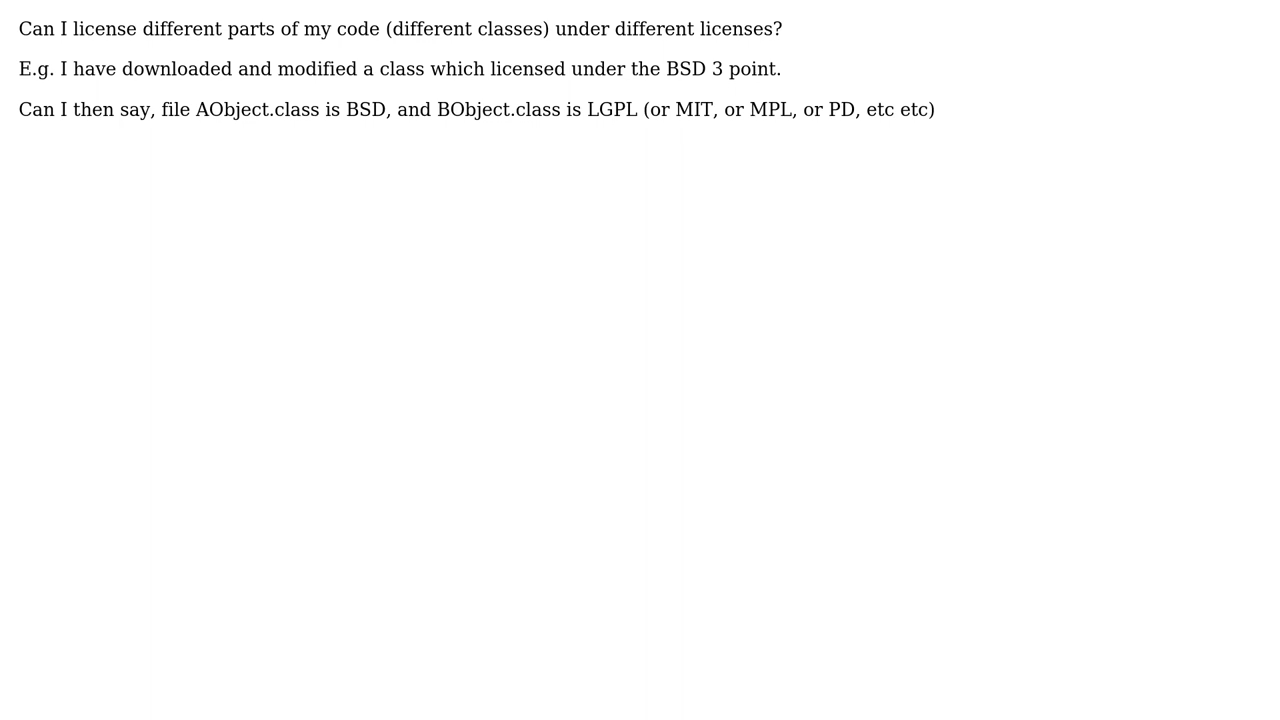 Can I license different parts of my code (different classes) under different licenses?
E.g. I have downloaded and modified a class which licensed under the BSD 3 point.
Can I then say, file AObject.class is BSD, and BObject.class is LGPL (or MIT, or MPL, or PD, etc etc)